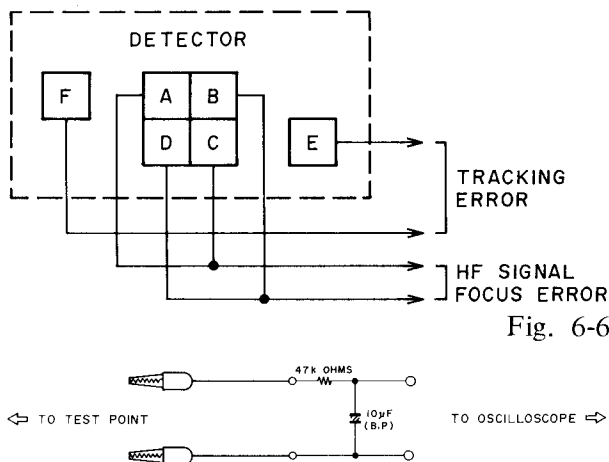 DETECTOR
F
A B
D C
E
TRACKING
ERROR
HF SIGNAL
FOCUS ERROR
Fig. 6-6
47k OHMS
10μF
(B.P)
⇦ TO TEST POINT
TO OSCILLOSCOPE ⇨